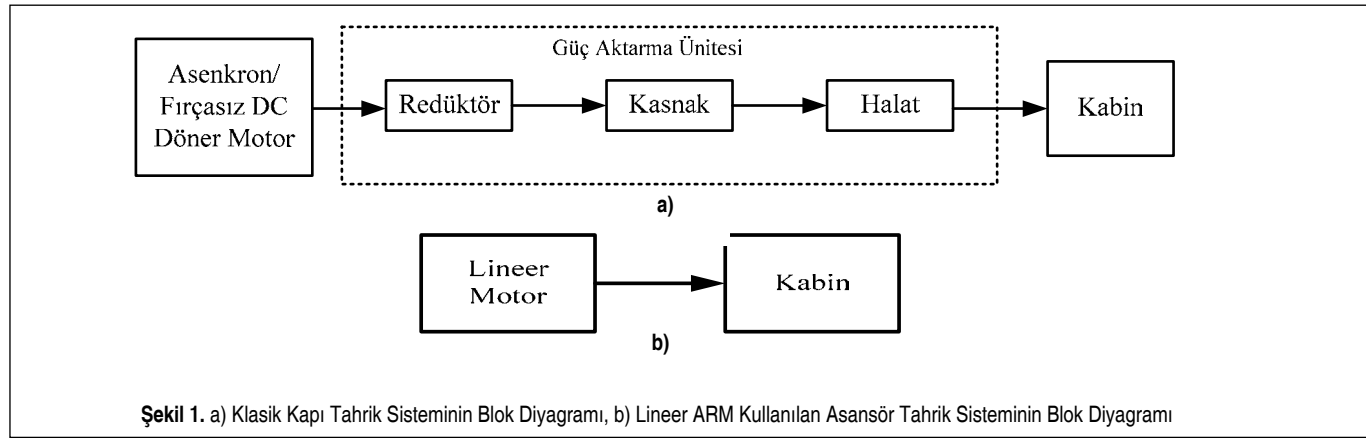 Güç Aktarma Ünitesi
Asenkron/
Fırçasız DC
Döner Motor
Redüktör
Kasnak
Halat
Kabin
a)
Lineer
Motor
Kabin
b)
Şekil 1. a) Klasik Kapı Tahrik Sisteminin Blok Diyagramı, b) Lineer ARM Kullanılan Asansör Tahrik Sisteminin Blok Diyagramı